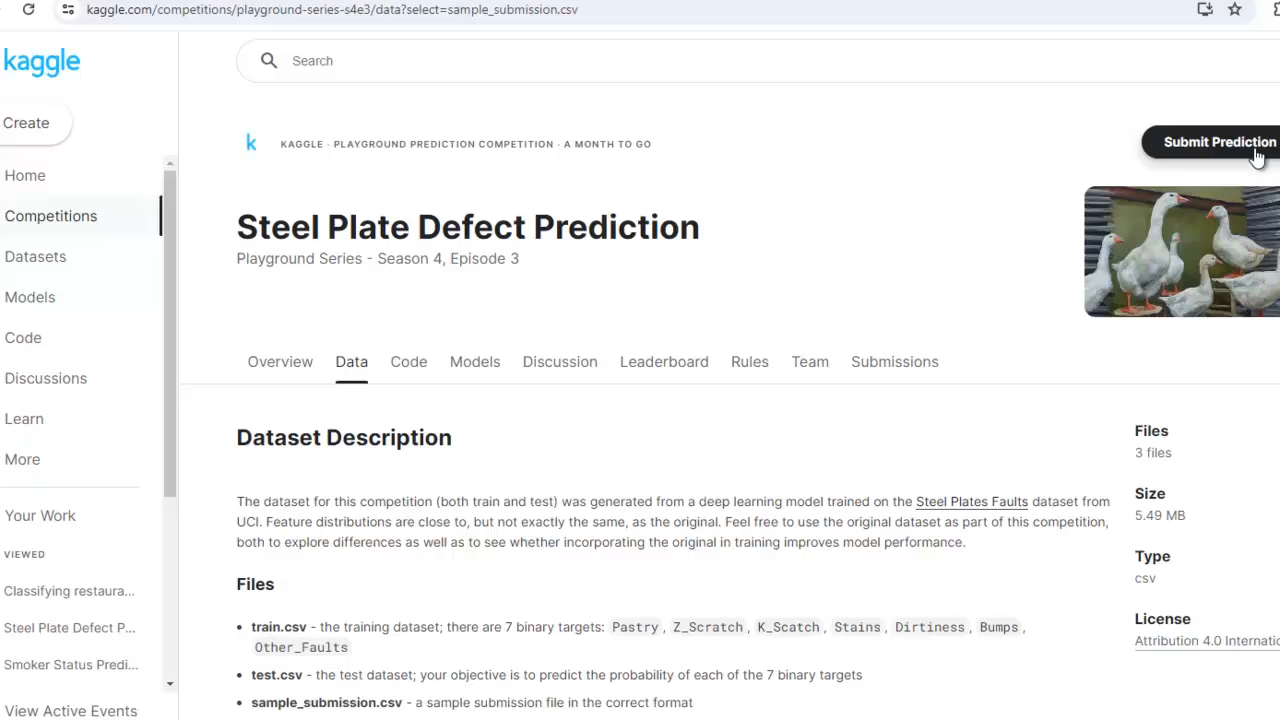 kaggle.com/competitions/playground-series-s4e3/data?select=sample_submission.csv
kaggle
Search
Create
KAGGLE · PLAYGROUND PREDICTION COMPETITION · A MONTH TO GO
Submit Prediction
Home
Competitions
Datasets
Models
Code
Discussions
Learn
More
Your Work
VIEWED
Classifying restaura...
Steel Plate Defect P...
Smoker Status Predi...
View Active Events
Steel Plate Defect Prediction
Playground Series - Season 4, Episode 3
Overview Data Code Models Discussion Leaderboard Rules Team Submissions
Dataset Description
The dataset for this competition (both train and test) was generated from a deep learning model trained on the Steel Plates Faults dataset from
UCI. Feature distributions are close to, but not exactly the same, as the original. Feel free to use the original dataset as part of this competition,
both to explore differences as well as to see whether incorporating the original in training improves model performance.
Files
• train.csv - the training dataset; there are 7 binary targets: Pastry, Z_Scratch, K_Scatch, Stains, Dirtiness, Bumps,
Other_Faults
• test.csv - the test dataset; your objective is to predict the probability of each of the 7 binary targets
• sample_submission.csv - a sample submission file in the correct format
Files
3 files
Size
5.49 MB
Type
csv
License
Attribution 4.0 Internatio